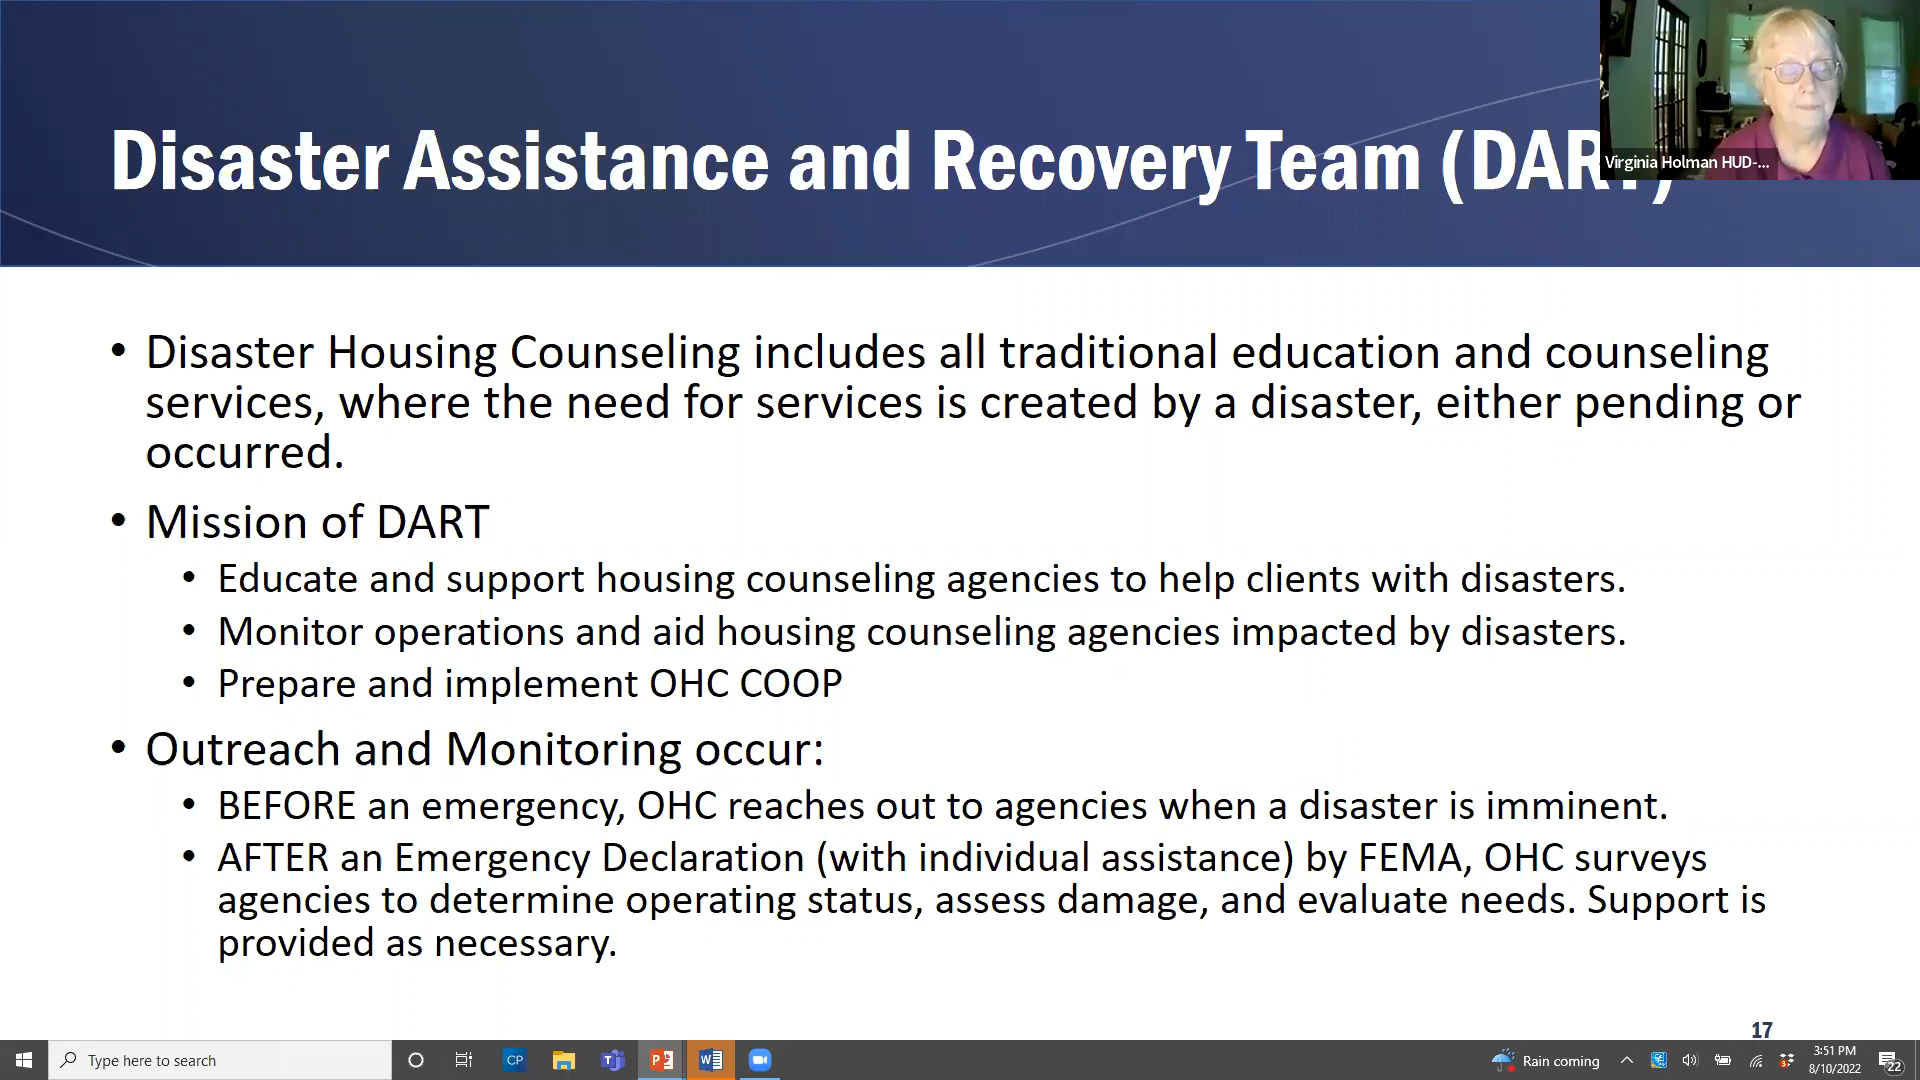 Disaster Assistance and Recovery Team (DART)
Virginia Holman HUD-...
• Disaster Housing Counseling includes all traditional education and counseling
services, where the need for services is created by a disaster, either pending or
occurred.
• Mission of DART
• Educate and support housing counseling agencies to help clients with disasters.
• Monitor operations and aid housing counseling agencies impacted by disasters.
• Prepare and implement OHC COOP
• Outreach and Monitoring occur:
• BEFORE an emergency, OHC reaches out to agencies when a disaster is imminent.
• AFTER an Emergency Declaration (with individual assistance) by FEMA, OHC surveys
agencies to determine operating status, assess damage, and evaluate needs. Support is
provided as necessary.
17
Type here to search
CP
Rain coming
3:51 PM
8/10/2022
22